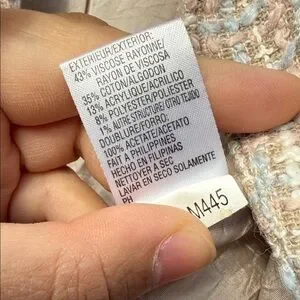 EXTERIEUR/EXTERIOR:
43% VISCOSE RAYONNE/
RAYON DE VISCOSA
35% COTON/ALGODON
13% ACRYLIQUE/ACRILICO
8% POLYESTER/POLIESTER
1% AUTRE STRUCTURE/OTRO TEJIDO
DOUBLURE/FORRO:
100% ACETATE/ACETATO
FAIT A PHILIPPINES
HECHO EN FILIPINAS
NETTOYER A SEC
LAVAR EN SECO SOLAMENTE
PH
M445